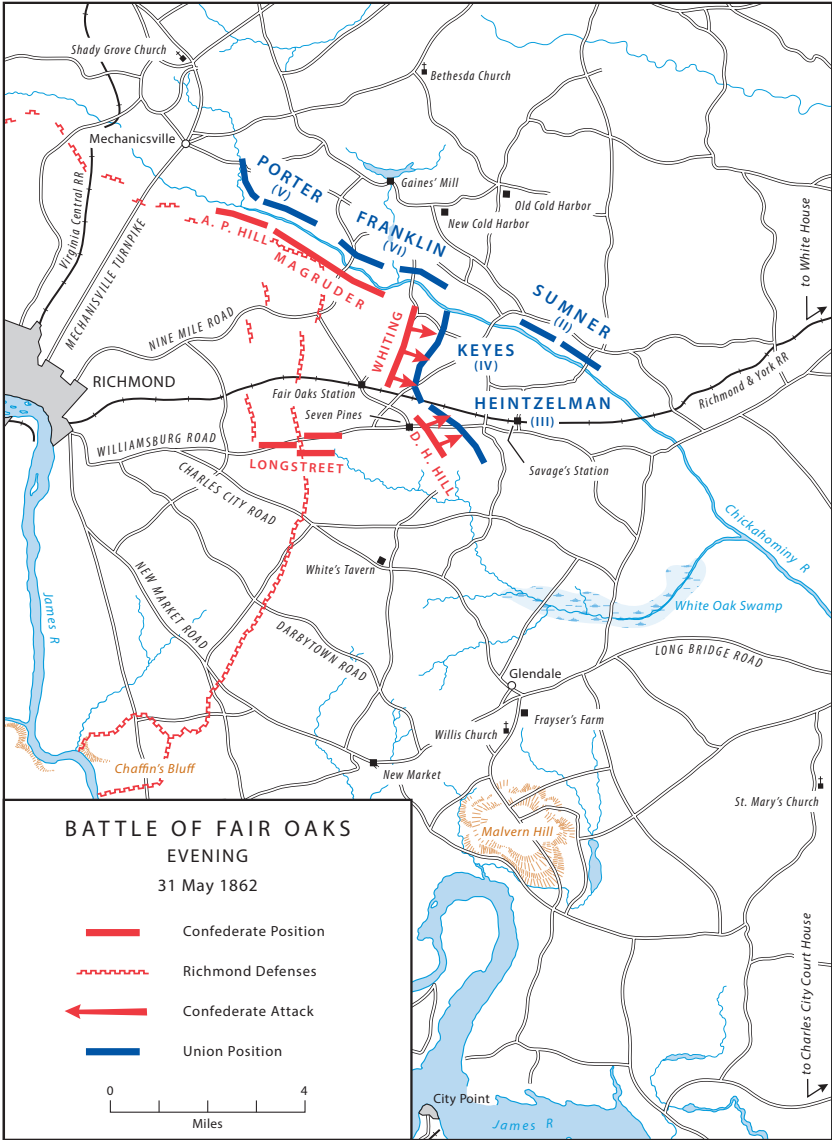 Shady Grove Church
Bethesda Church
Mechanicsville
Virginia Central RR
MECHANISVILLE TURNPIKE
PORTER
(V)
Gaines' Mill
Old Cold Harbor
New Cold Harbor
FRANKLIN
(VI)
A. P. HILL
MAGRUDER
to White House
SUMNER
(II)
NINE MILE ROAD
WHITING
KEYES
(IV)
RICHMOND
Fair Oaks Station
Richmond & York RR
Seven Pines
HEINTZELMAN
(III)
WILLIAMSBURG ROAD
LONGSTREET
D. H. HILL
Savage's Station
CHARLES CITY ROAD
Chickahominy R
NEW MARKET ROAD
White's Tavern
James R
White Oak Swamp
DARBYTOWN ROAD
LONG BRIDGE ROAD
Glendale
Frayser's Farm
Willis Church
Chaffin's Bluff
New Market
St. Mary's Church
Malvern Hill
BATTLE OF FAIR OAKS
EVENING
31 May 1862
Confederate Position
Richmond Defenses
Confederate Attack
Union Position
0 4
Miles
to Charles City Court House
City Point
James R